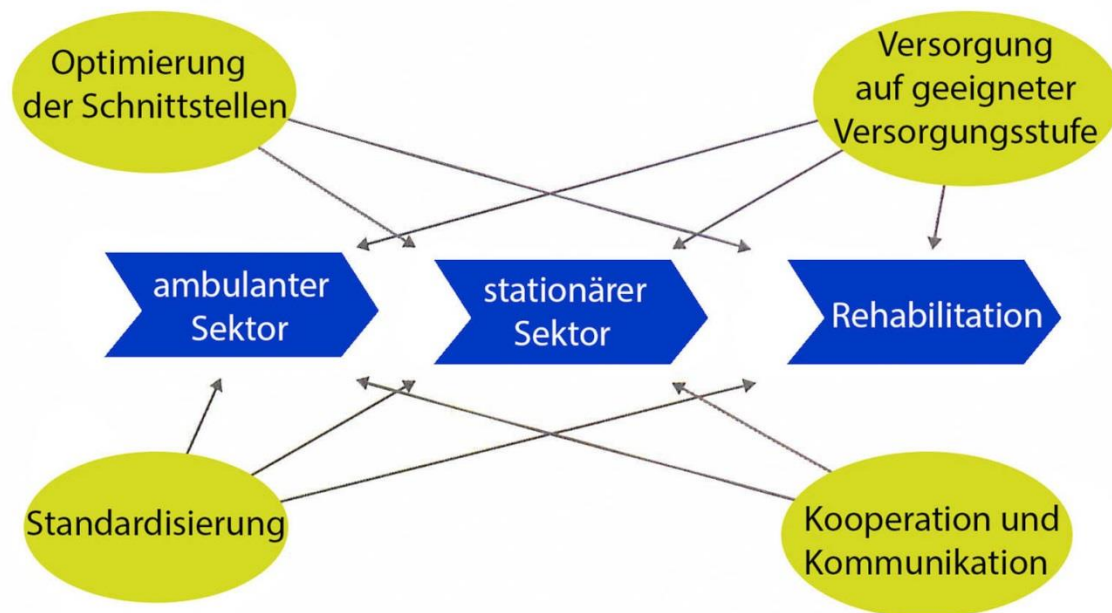 Optimierung
der Schnittstellen
Versorgung
auf geeigneter
Versorgungsstufe
ambulanter
Sektor
stationärer
Sektor
Rehabilitation
Standardisierung
Kooperation und
Kommunikation